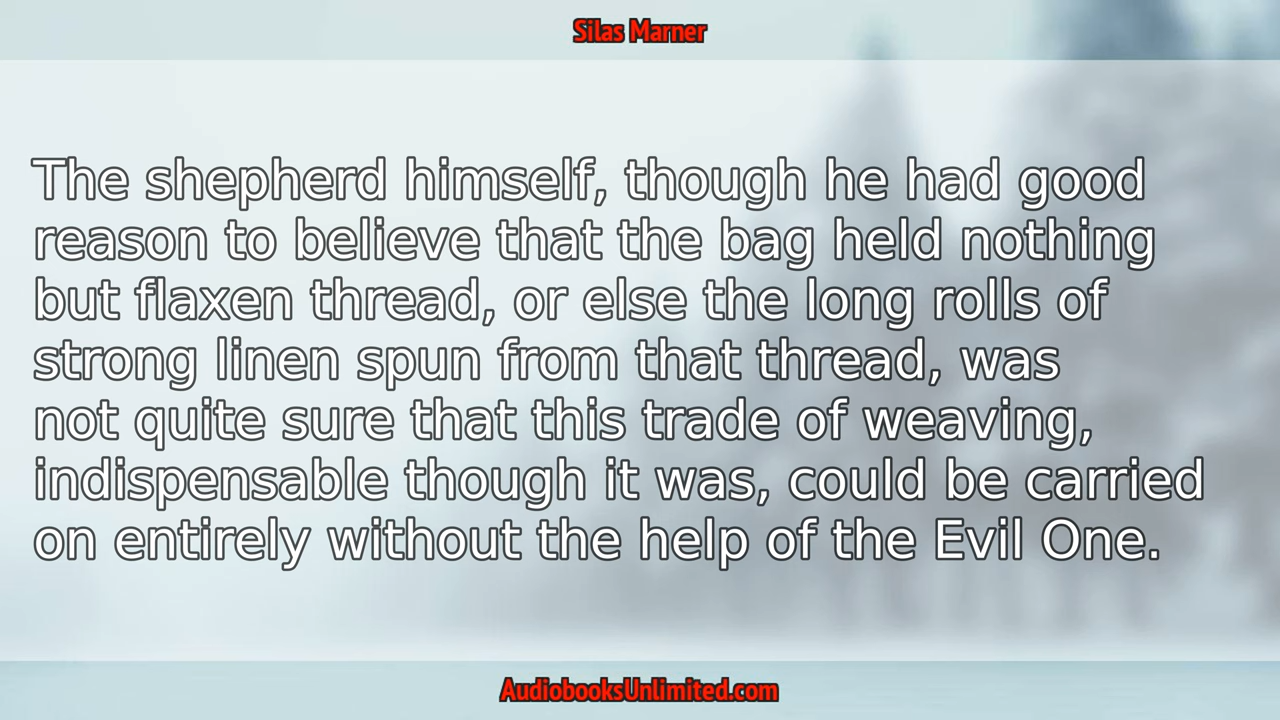 Silas Marner
The shepherd himself, though he had good
reason to believe that the bag held nothing
but flaxen thread, or else the long rolls of
strong linen spun from that thread, was
not quite sure that this trade of weaving,
indispensable though it was, could be carried
on entirely without the help of the Evil One.
AudiobooksUnlimited.com